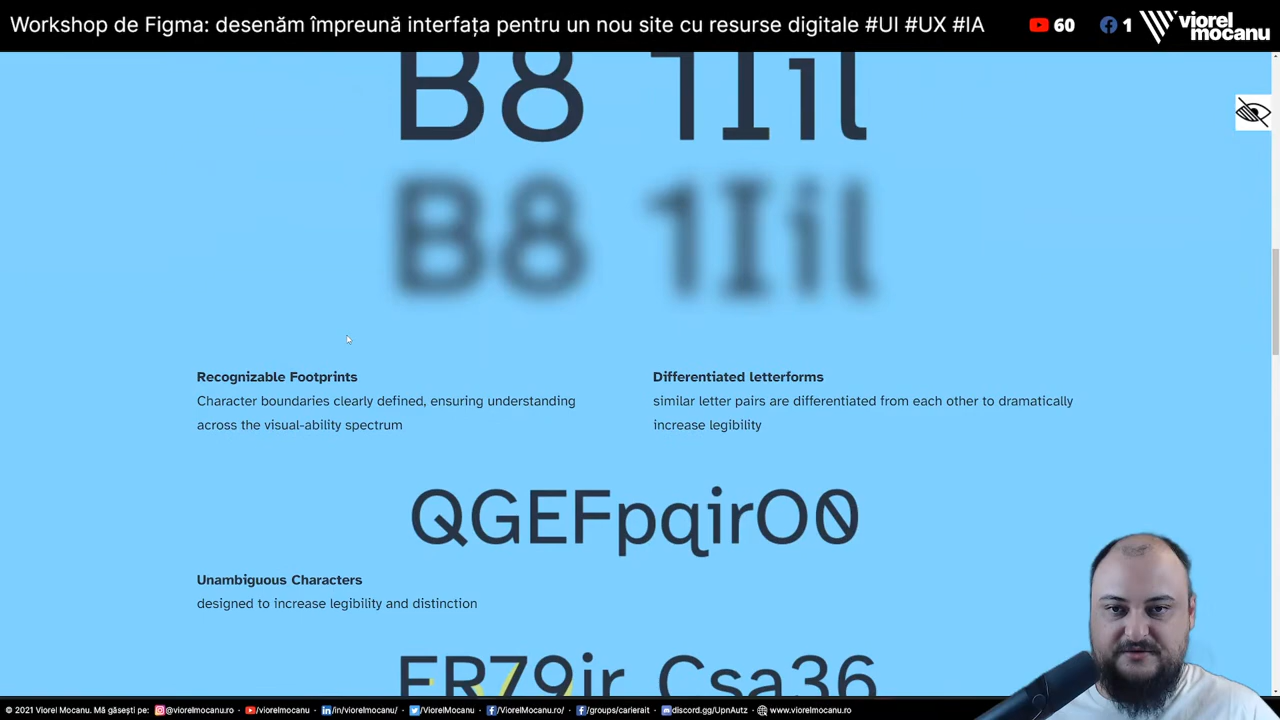 Workshop de Figma: desenăm împreună interfața pentru un nou site cu resurse digitale #UI #UX #IA
60
1
viorel
mocanu
B8 1Iil
B8 1Iil
Recognizable Footprints
Character boundaries clearly defined, ensuring understanding
across the visual-ability spectrum
Differentiated letterforms
similar letter pairs are differentiated from each other to dramatically
increase legibility
QGEFpqirO0
Unambiguous Characters
designed to increase legibility and distinction
ER79jr Csa36
© 2021 Viorel Mocanu. Mă găsești pe: @viorelmocanu.ro · /viorelmocanu · /in/viorelmocanu/ · /ViorelMocanu · /ViorelMocanu.ro/ · /groups/carierait · discord.gg/UpnAutz · www.viorelmocanu.ro